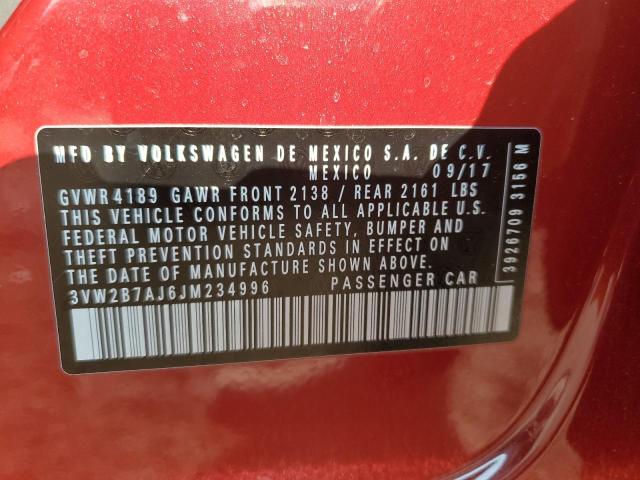 MFD BY VOLKSWAGEN DE MEXICO S.A. DE C.V.
MEXICO 09/17
GVWR 4189 GAWR FRONT 2138 / REAR 2161 LBS
THIS VEHICLE CONFORMS TO ALL APPLICABLE U.S.
FEDERAL MOTOR VEHICLE SAFETY, BUMPER AND
THEFT PREVENTION STANDARDS IN EFFECT ON
THE DATE OF MANUFACTURE SHOWN ABOVE.
3VW2B7AJ6JM234996 PASSENGER CAR
3926709 3156 M